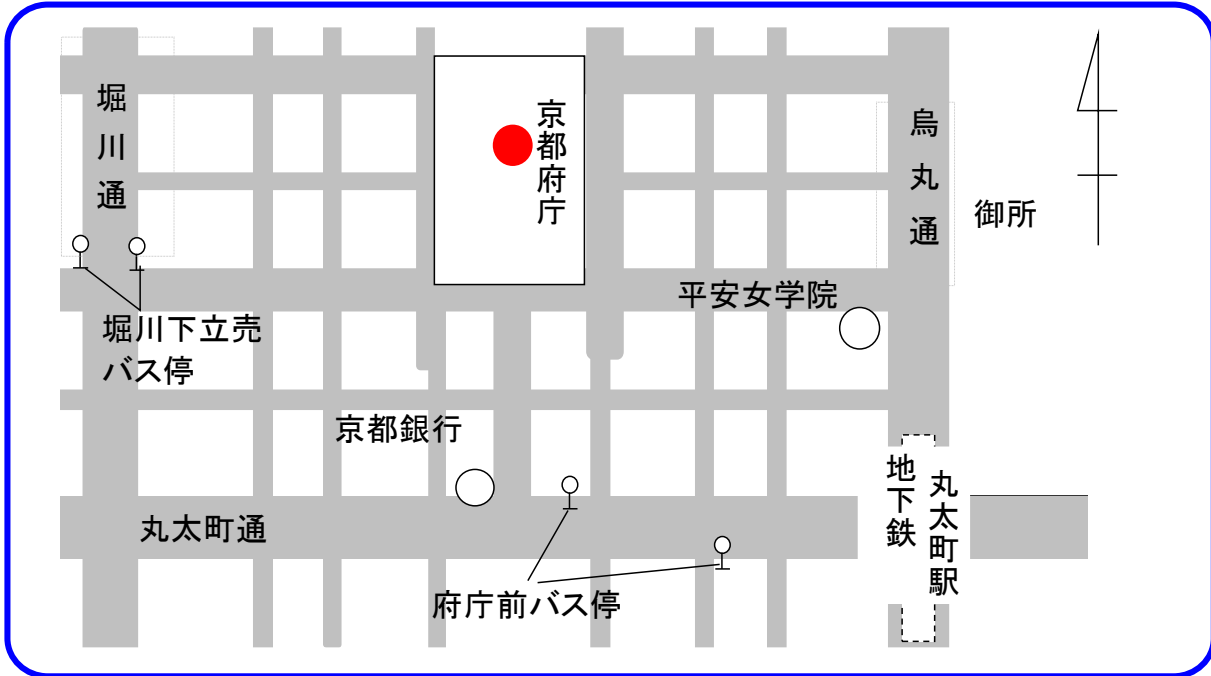 堀川通
京都府庁
烏丸通
御所
平安女学院
堀川下立売
バス停
京都銀行
地下鉄
丸太町駅
丸太町通
府庁前バス停